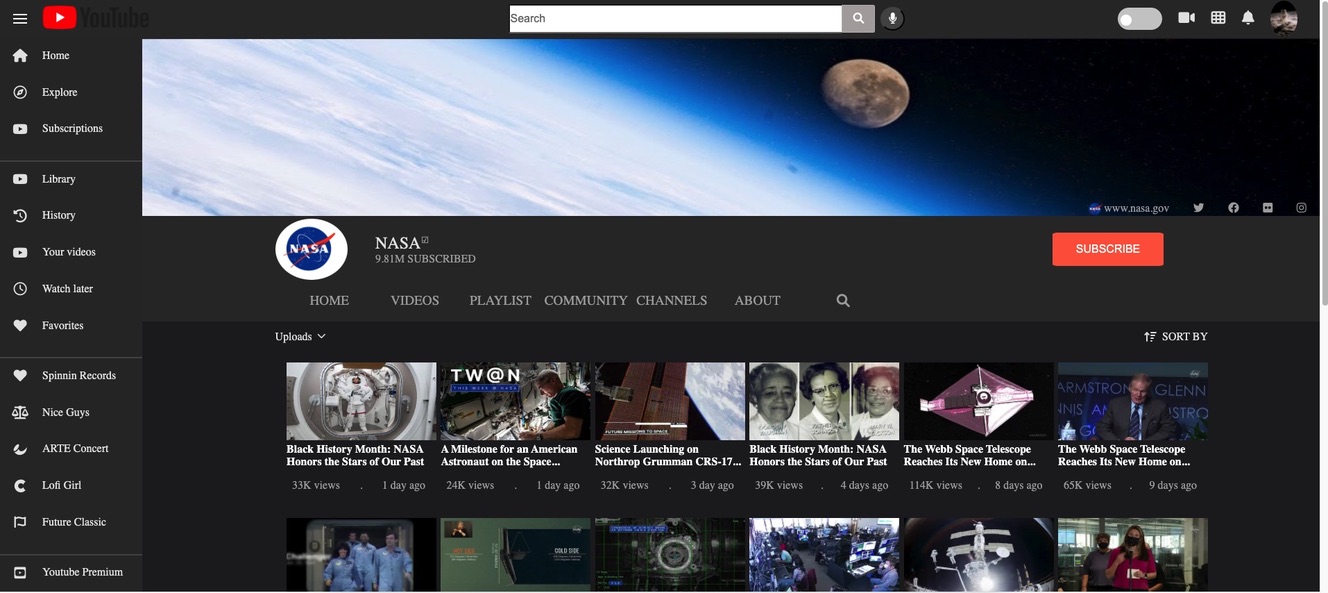 YouTube
Search
Home
Explore
Subscriptions
Library
History
Your videos
Watch later
Favorites
Spinnin Records
Nice Guys
ARTE Concert
Lofi Girl
Future Classic
Youtube Premium
www.nasa.gov
NASA
NASA
9.81M SUBSCRIBED
SUBSCRIBE
HOME VIDEOS PLAYLIST COMMUNITY CHANNELS ABOUT
Uploads
SORT BY
TW@N
THIS WEEK @ NASA
FUTURE MISSIONS TO SPACE
ARMSTRONG GLENN
Black History Month: NASA
Honors the Stars of Our Past
33K views . 1 day ago
A Milestone for an American
Astronaut on the Space...
24K views . 1 day ago
Science Launching on
Northrop Grumman CRS-17...
32K views . 3 day ago
Black History Month: NASA
Honors the Stars of Our Past
39K views . 4 days ago
The Webb Space Telescope
Reaches Its New Home on...
114K views . 8 days ago
The Webb Space Telescope
Reaches Its New Home on...
65K views . 9 days ago
HOT SIDE
COLD SIDE